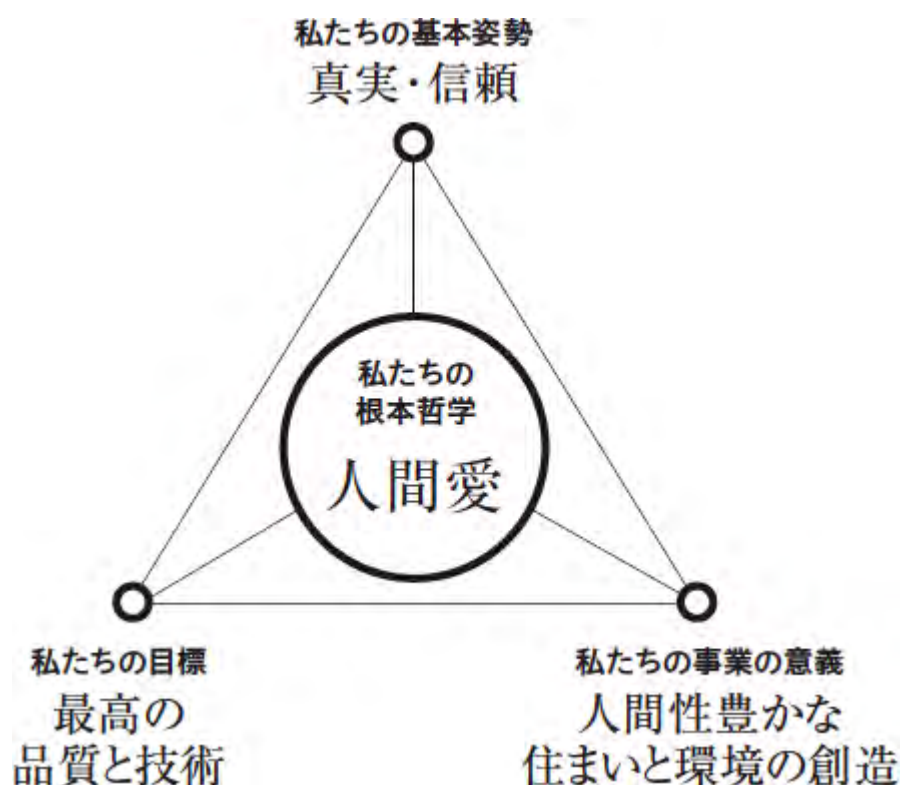 私たちの基本姿勢
真実・信頼
私たちの
根本哲学
人間愛
私たちの目標
最高の
品質と技術
私たちの事業の意義
人間性豊かな
住まいと環境の創造